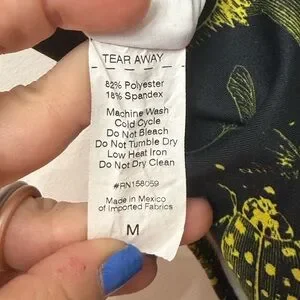 TEAR AWAY
82% Polyester
18% Spandex
Machine Wash
Cold Cycle
Do Not Bleach
Do Not Tumble Dry
Low Heat Iron
Do Not Dry Clean
#RN158059
Made in Mexico
of Imported Fabrics
M